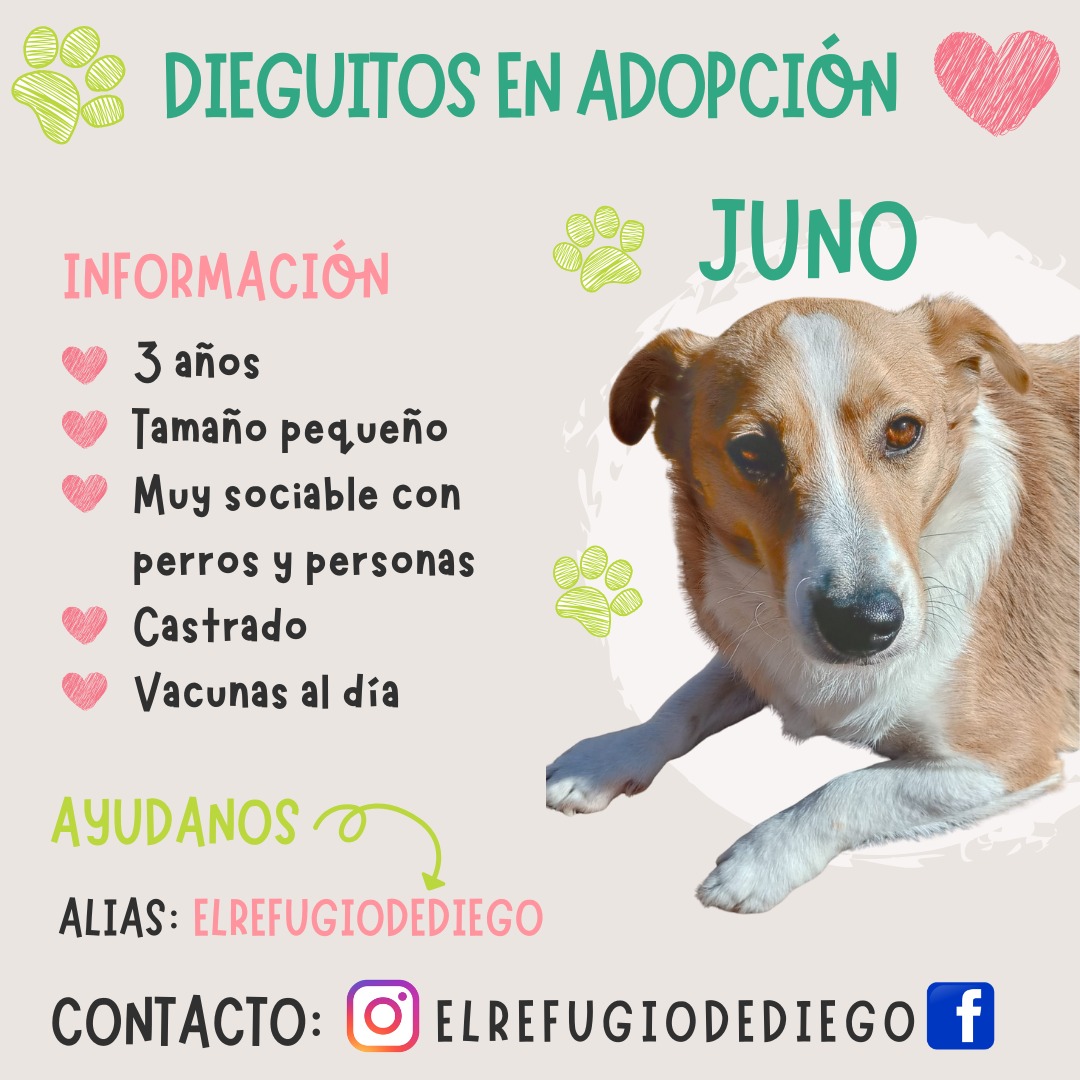 DIEGUITOS EN ADOPCIÓN
JUNO
INFORMACIÓN
3 años
Tamaño pequeño
Muy sociable con
perros y personas
Castrado
Vacunas al día
AYUDANOS
ALIAS: ELREFUGIODEDIEGO
CONTACTO: ELREFUGIODEDIEGO f